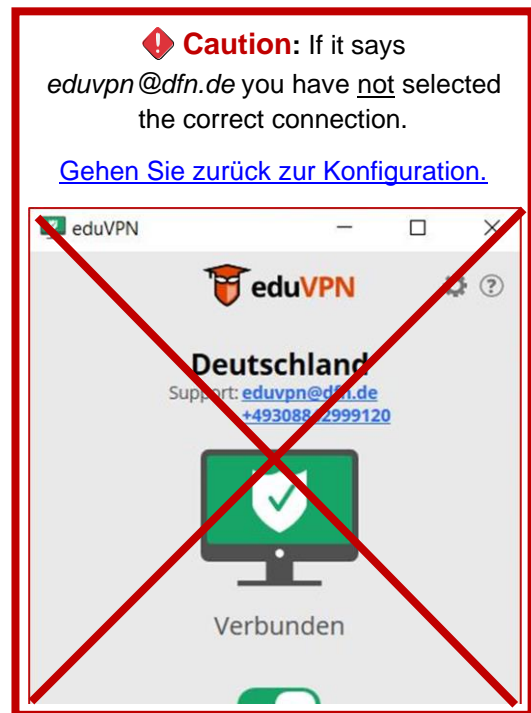 Caution: If it says
eduvpn@dfn.de you have not selected
the correct connection.
Gehen Sie zurück zur Konfiguration.
eduVPN
eduVPN
Deutschland
Support: eduvpn@dfn.de
Verbunden